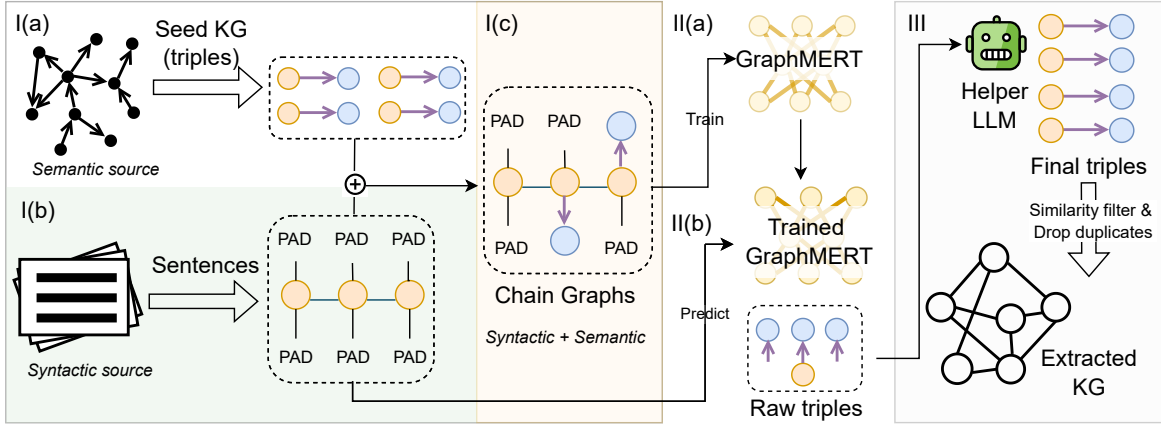 I(a)
Seed KG
(triples)
Semantic source
I(b)
Sentences
Syntactic source
PAD PAD PAD
PAD PAD PAD
I(c)
PAD PAD
PAD PAD
Chain Graphs
Syntactic + Semantic
II(a)
GraphMERT
Train
II(b)
Trained
GraphMERT
Predict
Raw triples
III
Helper
LLM
Final triples
Similarity filter &
Drop duplicates
Extracted
KG